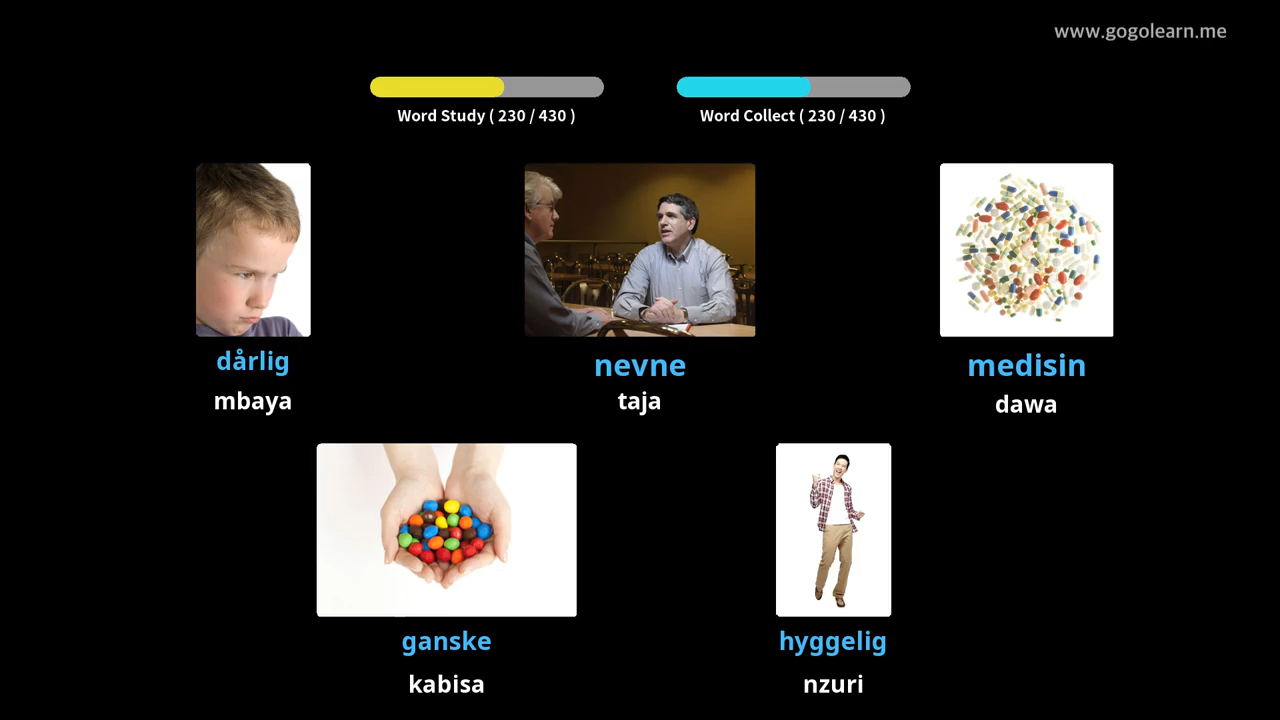 www.gogolearn.me
Word Study ( 230 / 430 )
Word Collect ( 230 / 430 )
dårlig
mbaya
nevne
taja
medisin
dawa
ganske
kabisa
hyggelig
nzuri